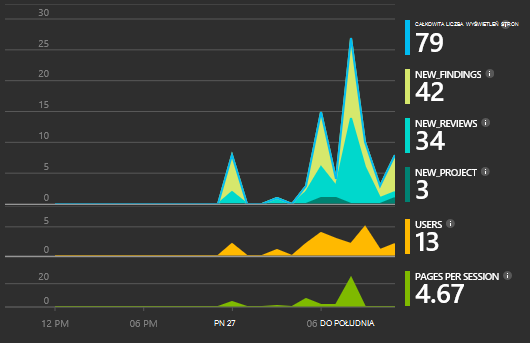 30
25
20
15
10
5
0
5
0
20
0
12 PM
06 PM
PN 27
06 DO POŁUDNIA
CAŁKOWITA LICZBA WYŚWIETLEŃ STRON
79
NEW_FINDINGS
42
NEW_REVIEWS
34
NEW_PROJECT
3
USERS
13
PAGES PER SESSION
4.67